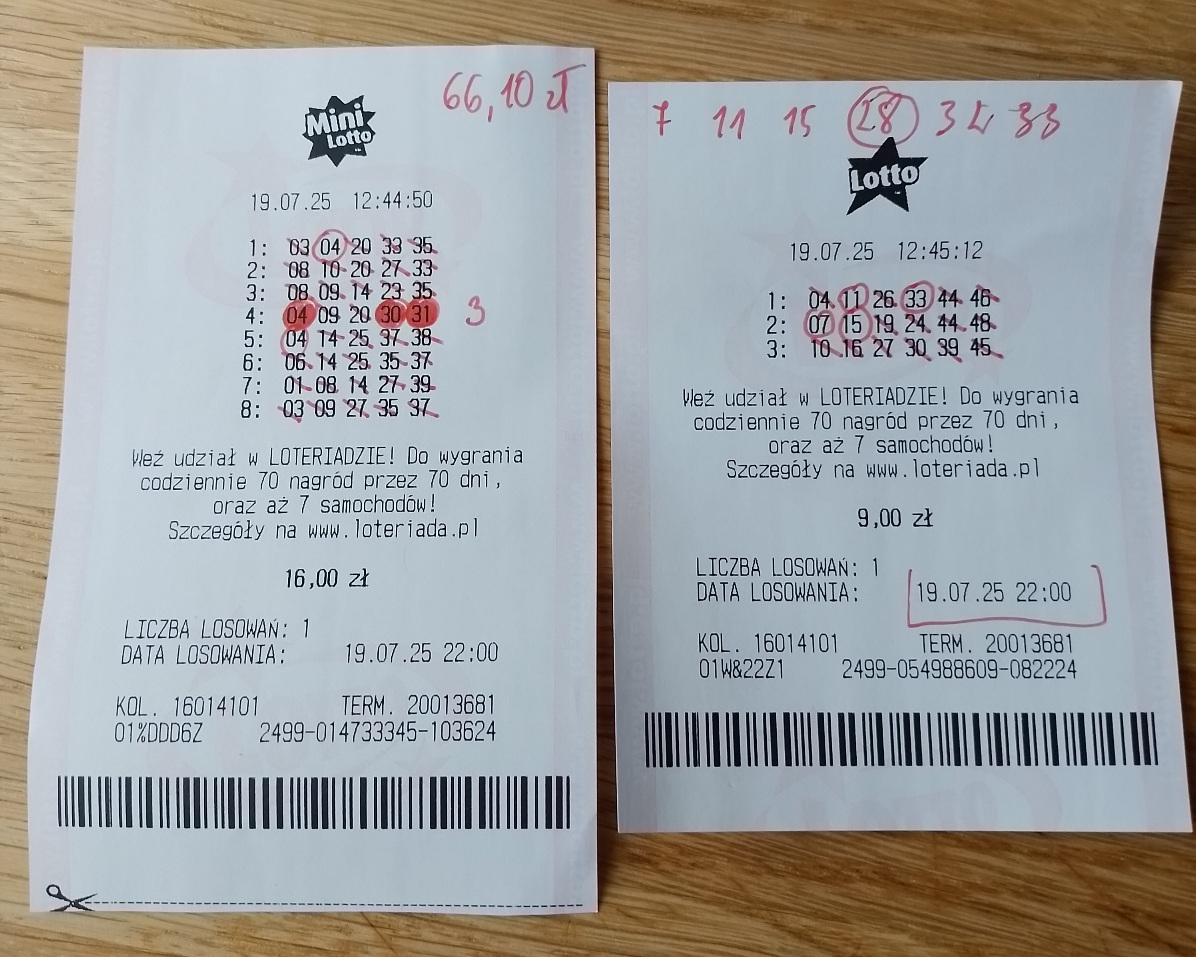 66,10 zł
Mini
Lotto
19.07.25 12:44:50
1: 03 04 20 33 35
2: 08 10 20 27 33
3: 08 09 14 23 35
4: 04 09 20 30 31 3
5: 04 14 25 37 38
6: 06 14 25 35 37
7: 01 08 14 27 39
8: 03 09 27 35 37
Weź udział w LOTERIADZIE! Do wygrania
codziennie 70 nagród przez 70 dni,
oraz aż 7 samochodów!
Szczegóły na www.loteriada.pl
16,00 zł
LICZBA LOSOWAŃ: 1
DATA LOSOWANIA: 19.07.25 22:00
KOL. 16014101 TERM. 20013681
01%DDD6Z 2499-014733345-103624
7 11 15 28 32 33
Lotto
19.07.25 12:45:12
1: 04 11 26 33 44 46
2: 07 15 19 24 44 48
3: 10 16 27 30 39 45
Weź udział w LOTERIADZIE! Do wygrania
codziennie 70 nagród przez 70 dni,
oraz aż 7 samochodów!
Szczegóły na www.loteriada.pl
9,00 zł
LICZBA LOSOWAŃ: 1
DATA LOSOWANIA: 19.07.25 22:00
KOL. 16014101 TERM. 20013681
01W&22Z1 2499-054988609-082224